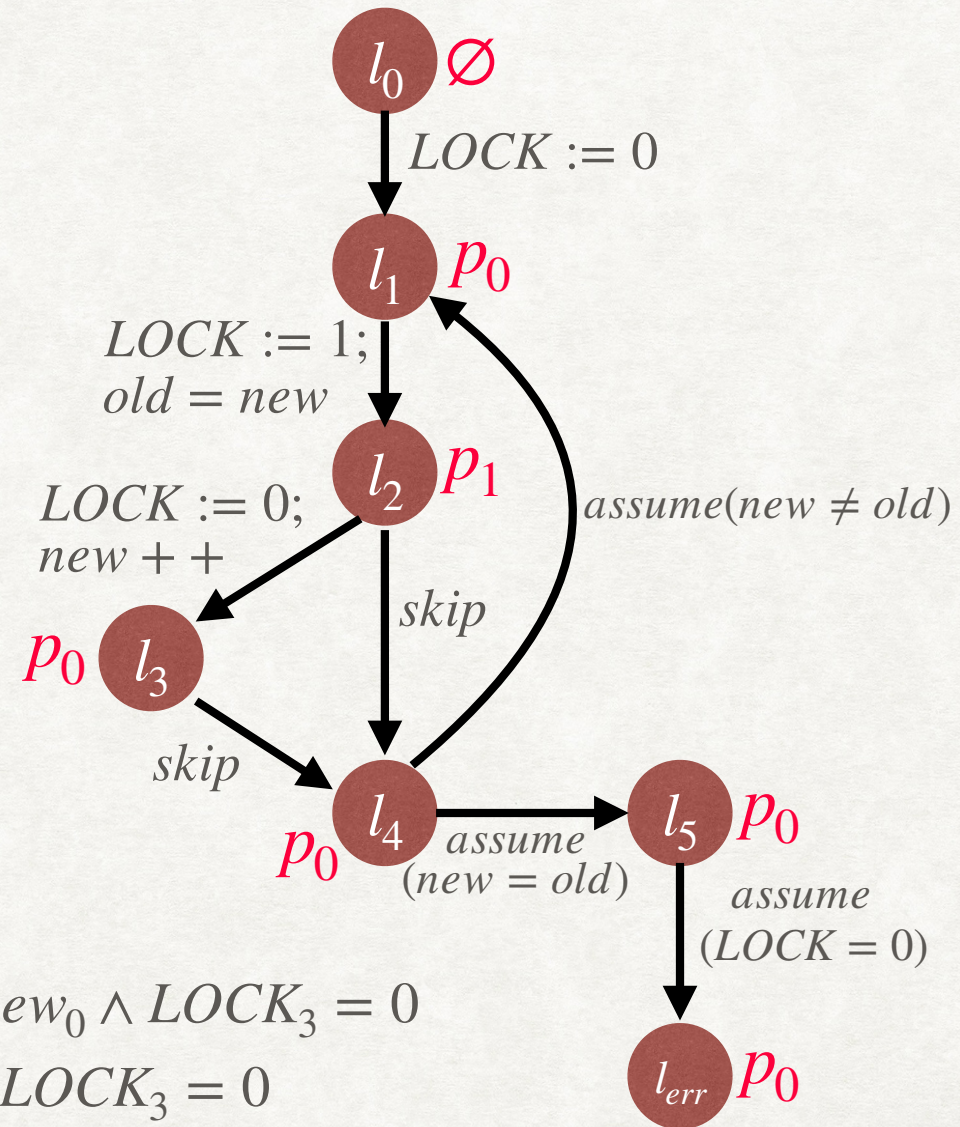 l₀ ∅
LOCK := 0
l₁ p₀
LOCK := 1;
old = new
l₂ p₁
assume(new ≠ old)
LOCK := 0;
new + +
skip
p₀ l₃
skip
p₀ l₄
assume
(new = old)
l₅ p₀
assume
(LOCK = 0)
ew₀ ∧ LOCK₃ = 0
LOCK₃ = 0
l_err p₀